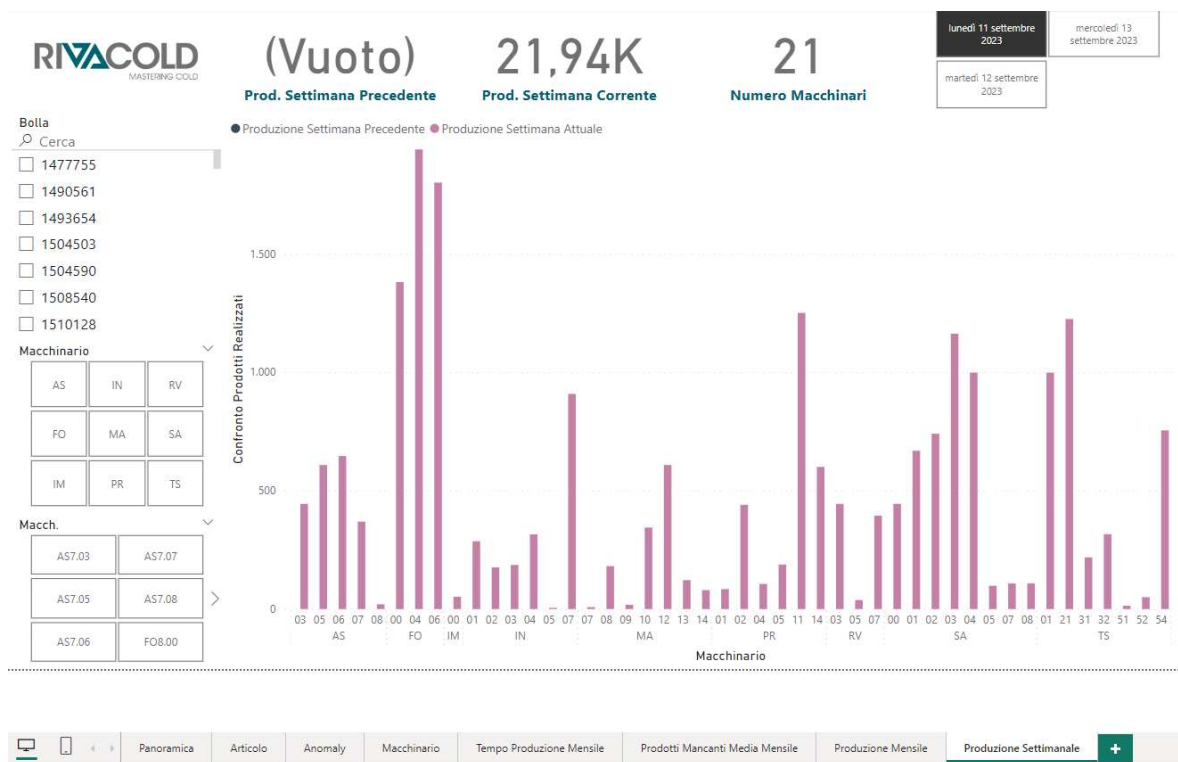 RIVACOLD
MASTERING COLD
(Vuoto)
Prod. Settimana Precedente
21,94K
Prod. Settimana Corrente
21
Numero Macchinari
lunedì 11 settembre
2023
mercoledì 13
settembre 2023
martedì 12 settembre
2023
Bolla
Cerca
1477755
1490561
1493654
1504503
1504590
1508540
1510128
Macchinario
AS IN RV
FO MA SA
IM PR TS
Macch.
AS7.03 AS7.07
AS7.05 AS7.08
AS7.06 FO8.00
Produzione Settimana Precedente Produzione Settimana Attuale
Confronto Prodotti Realizzati
1.500
1.000
500
0
03 05 06 07 08 00 04 06 00 01 02 03 04 05 07 07 08 09 10 12 13 14 01 02 04 05 11 14 03 05 07 00 01 02 03 04 05 07 08 01 21 31 32 51 52 54
AS FO IM IN MA PR RV SA TS
Macchinario
Panoramica Articolo Anomaly Macchinario Tempo Produzione Mensile Prodotti Mancanti Media Mensile Produzione Mensile Produzione Settimanale +